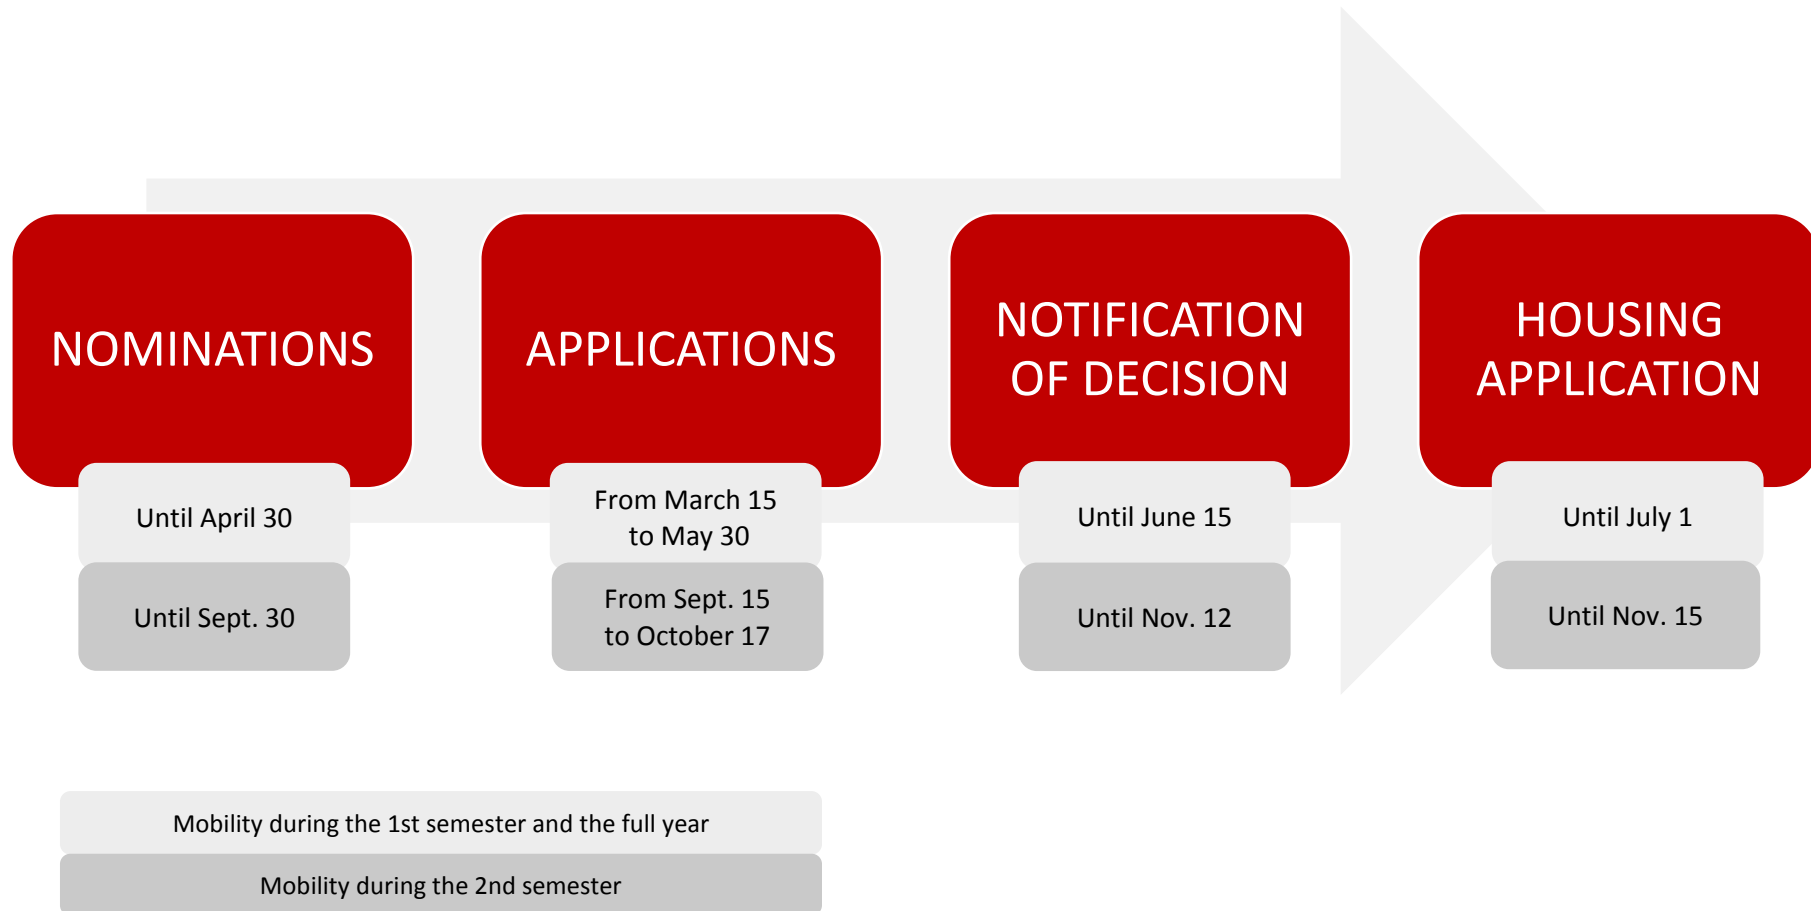 NOMINATIONS
APPLICATIONS
NOTIFICATION
OF DECISION
HOUSING
APPLICATION
Until April 30
From March 15
to May 30
Until June 15
Until July 1
Until Sept. 30
From Sept. 15
to October 17
Until Nov. 12
Until Nov. 15
Mobility during the 1st semester and the full year
Mobility during the 2nd semester